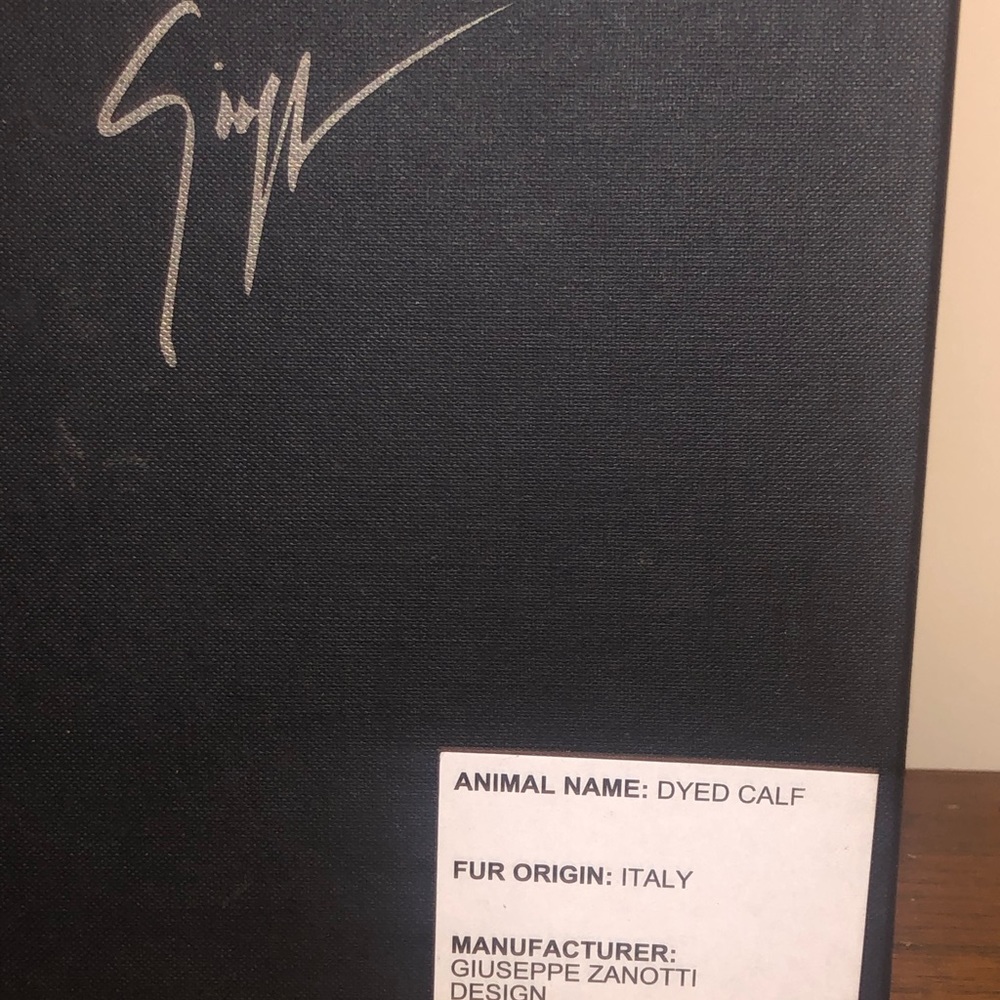 ANIMAL NAME: DYED CALF
FUR ORIGIN: ITALY
MANUFACTURER:
GIUSEPPE ZANOTTI
DESIGN